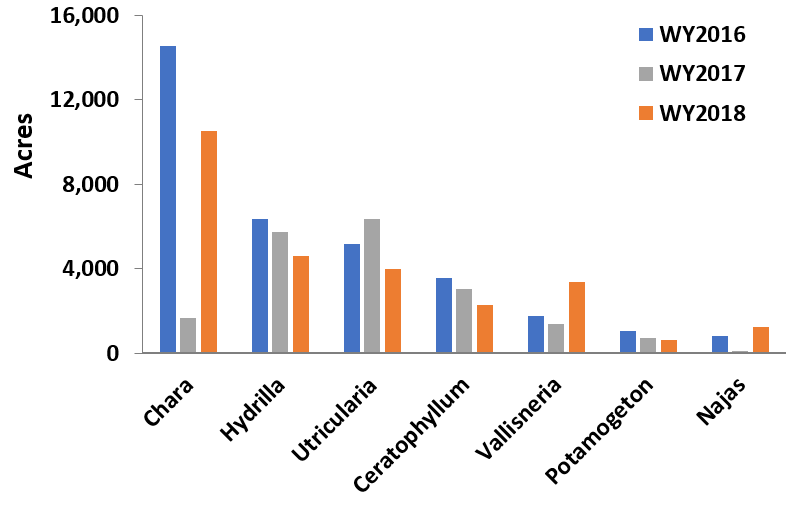 16,000
12,000
8,000
4,000
0
Acres
WY2016
WY2017
WY2018
Chara
Hydrilla
Utricularia
Ceratophyllum
Vallisneria
Potamogeton
Najas